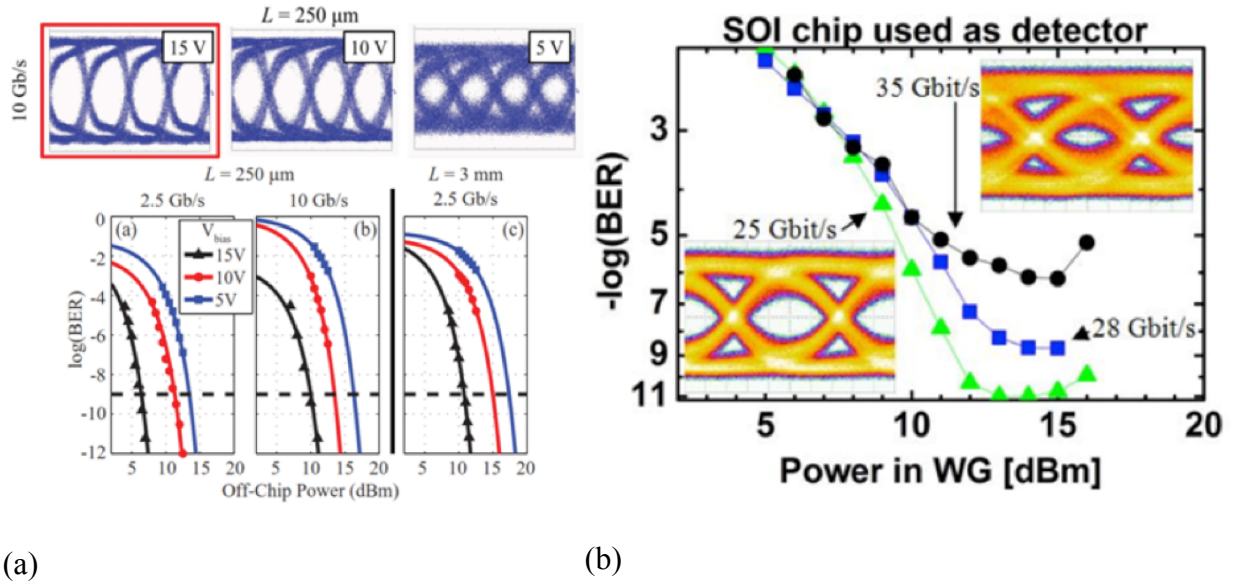 L = 250 μm
15 V
10 V
5 V
10 Gb/s
L = 250 μm
L = 3 mm
2.5 Gb/s
10 Gb/s
2.5 Gb/s
(a)
(b)
(c)
V bias
15V
10V
5V
log(BER)
0
-2
-4
-6
-8
-10
-12
5 10 15 20
5 10 15 20
5 10 15 20
Off-Chip Power (dBm)
(a)
SOI chip used as detector
35 Gbit/s
25 Gbit/s
28 Gbit/s
-log(BER)
3
5
7
9
11
5 10 15 20
Power in WG [dBm]
(b)